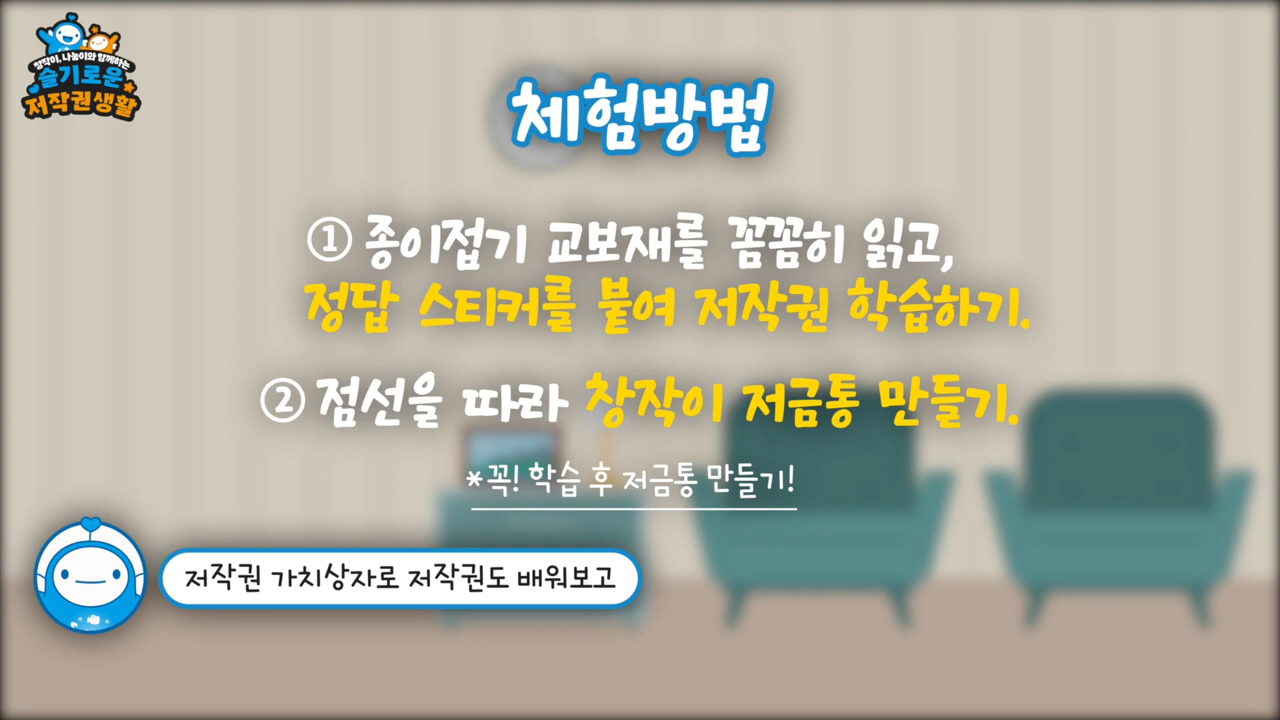 창작이, 나눔이와 함께하는
슬기로운
저작권생활
체험방법
① 종이접기 교보재를 꼼꼼히 읽고,
정답 스티커를 붙여 저작권 학습하기.
② 점선을 따라 창작이 저금통 만들기.
*꼭! 학습 후 저금통 만들기!
저작권 가치상자로 저작권도 배워보고